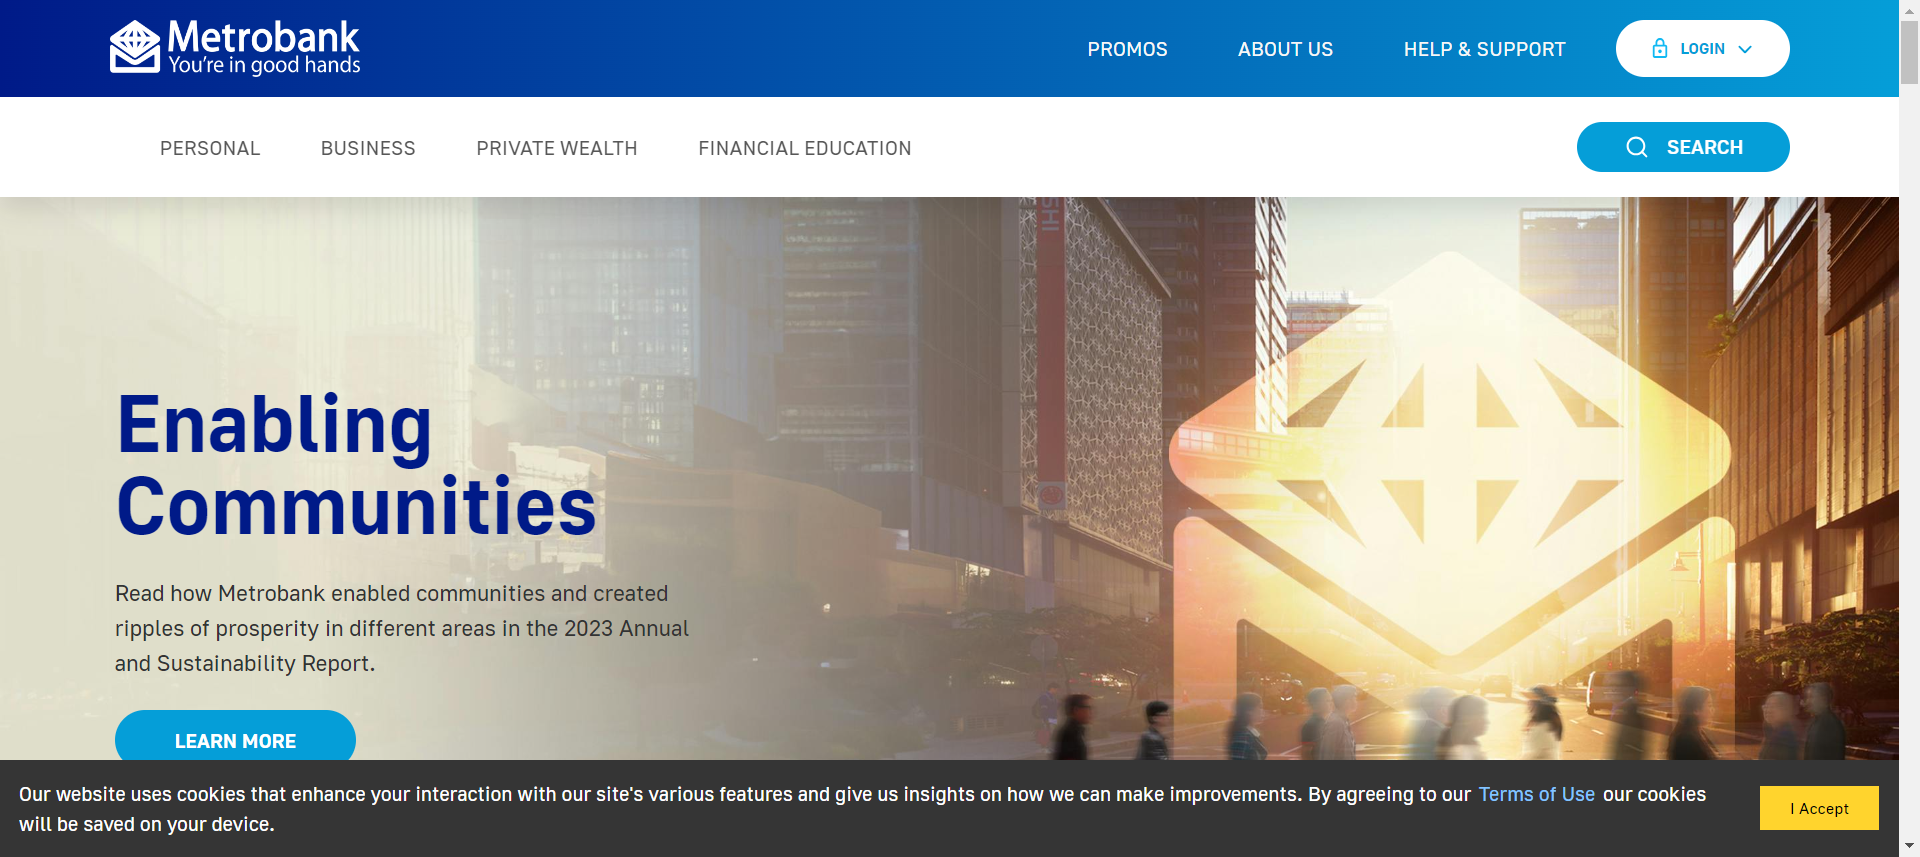 Metrobank
You're in good hands
PROMOS
ABOUT US
HELP & SUPPORT
LOGIN
PERSONAL
BUSINESS
PRIVATE WEALTH
FINANCIAL EDUCATION
SEARCH
SHI
Enabling
Communities
Read how Metrobank enabled communities and created
ripples of prosperity in different areas in the 2023 Annual
and Sustainability Report.
LEARN MORE
Our website uses cookies that enhance your interaction with our site's various features and give us insights on how we can make improvements. By agreeing to our Terms of Use our cookies
will be saved on your device.
I Accept